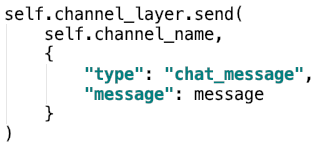 self.channel_layer.send(
    self.channel_name,
    {
        "type": "chat_message",
        "message": message
    }
)